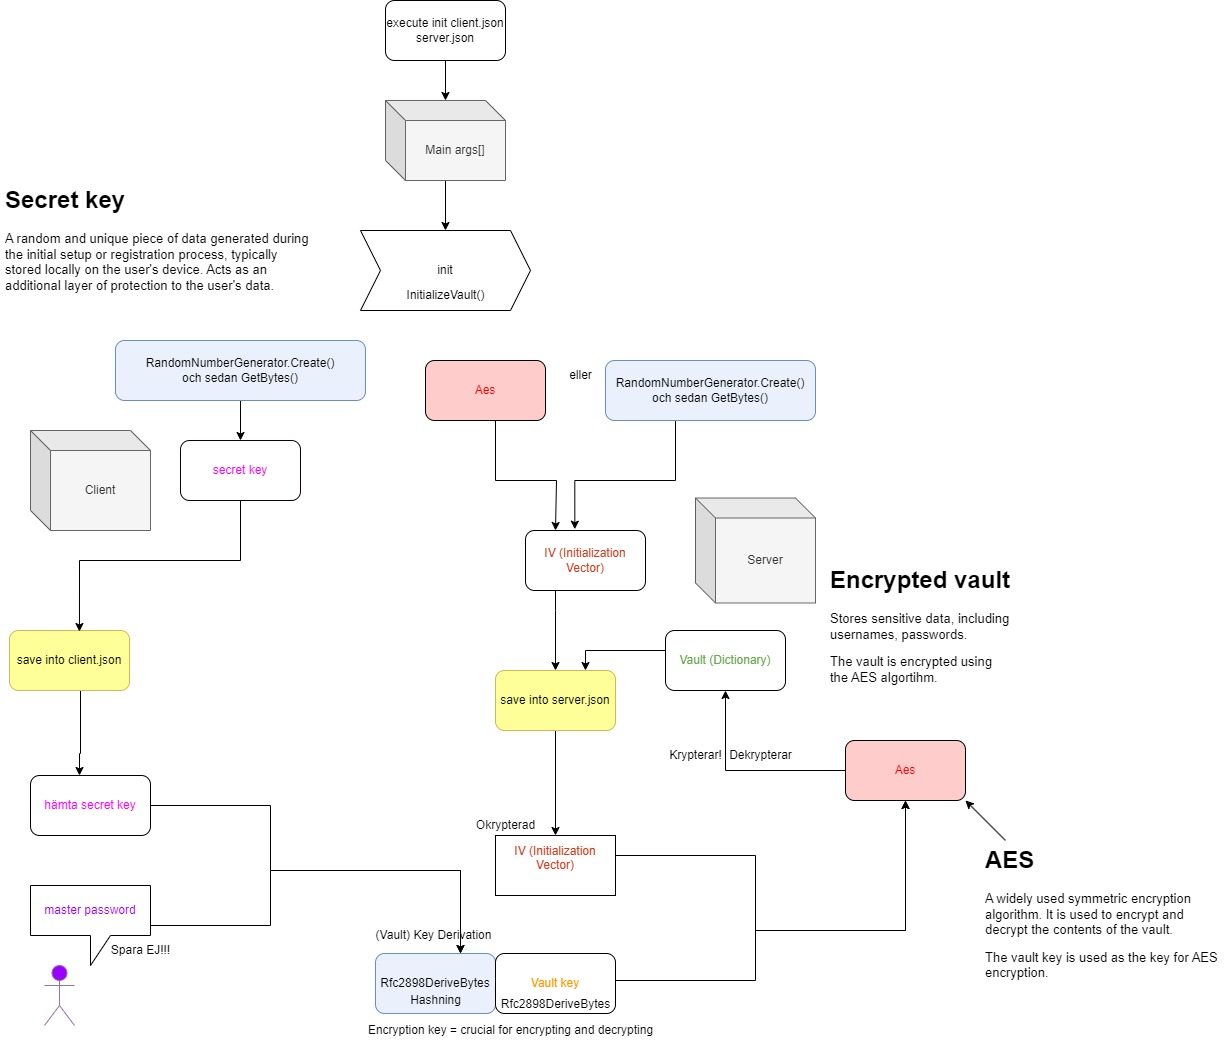 execute init client.json
server.json
Main args[]
Secret key
A random and unique piece of data generated during
the initial setup or registration process, typically
stored locally on the user's device. Acts as an
additional layer of protection to the user's data.
init
InitializeVault()
RandomNumberGenerator.Create()
och sedan GetBytes()
Aes
eller
RandomNumberGenerator.Create()
och sedan GetBytes()
Client
secret key
IV (Initialization
Vector)
Server
Encrypted vault
Stores sensitive data, including
usernames, passwords.
The vault is encrypted using
the AES algortihm.
save into client.json
Vault (Dictionary)
save into server.json
Krypterar!
Dekrypterar
Aes
hämta secret key
Okrypterad
IV (Initialization
Vector)
AES
A widely used symmetric encryption
algorithm. It is used to encrypt and
decrypt the contents of the vault.
The vault key is used as the key for AES
encryption.
master password
Spara EJ!!!
(Vault) Key Derivation
Rfc2898DeriveBytes
Hashning
Vault key
Rfc2898DeriveBytes
Encryption key = crucial for encrypting and decrypting